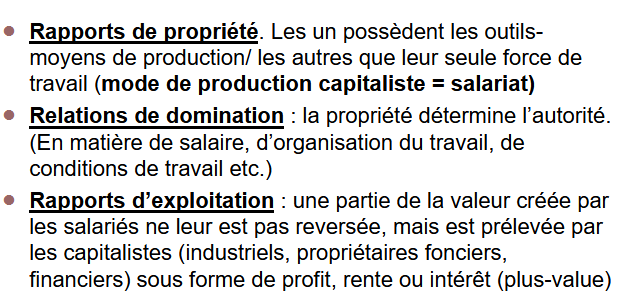 Rapports de propriété. Les un possèdent les outils-
moyens de production/ les autres que leur seule force de
travail (mode de production capitaliste = salariat)
Relations de domination : la propriété détermine l’autorité.
(En matière de salaire, d’organisation du travail, de
conditions de travail etc.)
Rapports d’exploitation : une partie de la valeur créée par
les salariés ne leur est pas reversée, mais est prélevée par
les capitalistes (industriels, propriétaires fonciers,
financiers) sous forme de profit, rente ou intérêt (plus-value)